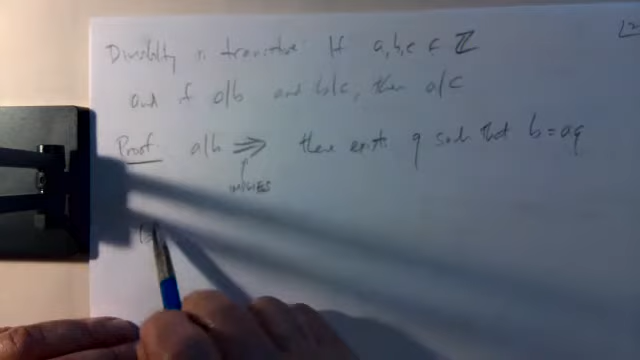 Divisibility is transitive If a,b,c ∈ ℤ
and if a|b and b|c, then a|c
Proof a|b ⇒ there exists q such that b=aq
IMPLIES